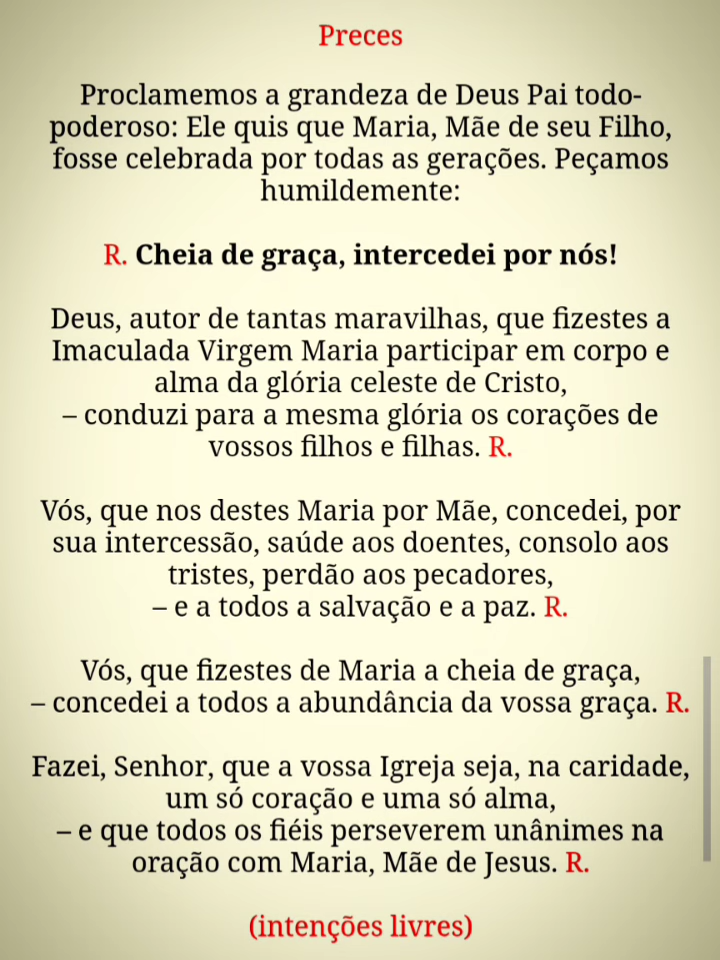 Preces
Proclamemos a grandeza de Deus Pai todo-
poderoso: Ele quis que Maria, Mãe de seu Filho,
fosse celebrada por todas as gerações. Peçamos
humildemente:
R. Cheia de graça, intercedei por nós!
Deus, autor de tantas maravilhas, que fizestes a
Imaculada Virgem Maria participar em corpo e
alma da glória celeste de Cristo,
– conduzi para a mesma glória os corações de
vossos filhos e filhas. R.
Vós, que nos destes Maria por Mãe, concedei, por
sua intercessão, saúde aos doentes, consolo aos
tristes, perdão aos pecadores,
– e a todos a salvação e a paz. R.
Vós, que fizestes de Maria a cheia de graça,
– concedei a todos a abundância da vossa graça. R.
Fazei, Senhor, que a vossa Igreja seja, na caridade,
um só coração e uma só alma,
– e que todos os fiéis perseverem unânimes na
oração com Maria, Mãe de Jesus. R.
(intenções livres)